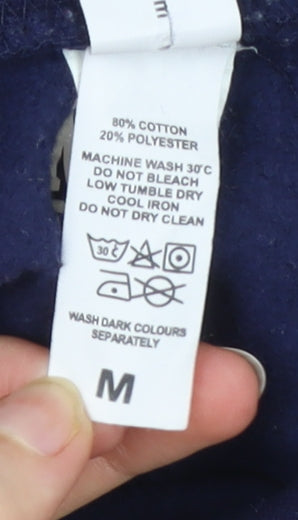 80% COTTON
20% POLYESTER
MACHINE WASH 30°C
DO NOT BLEACH
LOW TUMBLE DRY
COOL IRON
DO NOT DRY CLEAN
30°C
WASH DARK COLOURS
SEPARATELY
M